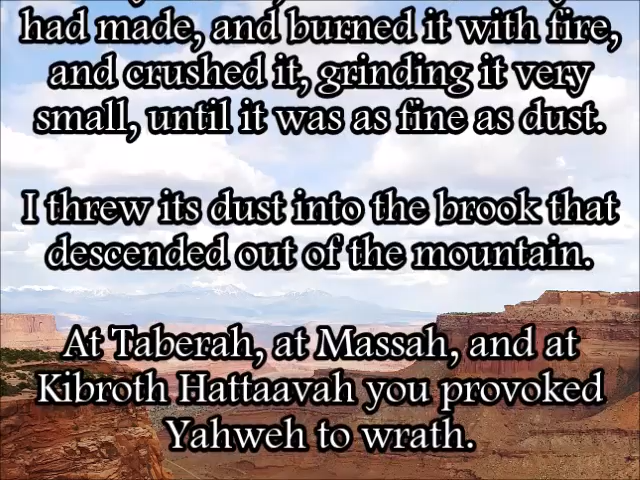 had made, and burned it with fire,
and crushed it, grinding it very
small, until it was as fine as dust.
I threw its dust into the brook that
descended out of the mountain.
At Taberah, at Massah, and at
Kibroth Hattaavah you provoked
Yahweh to wrath.